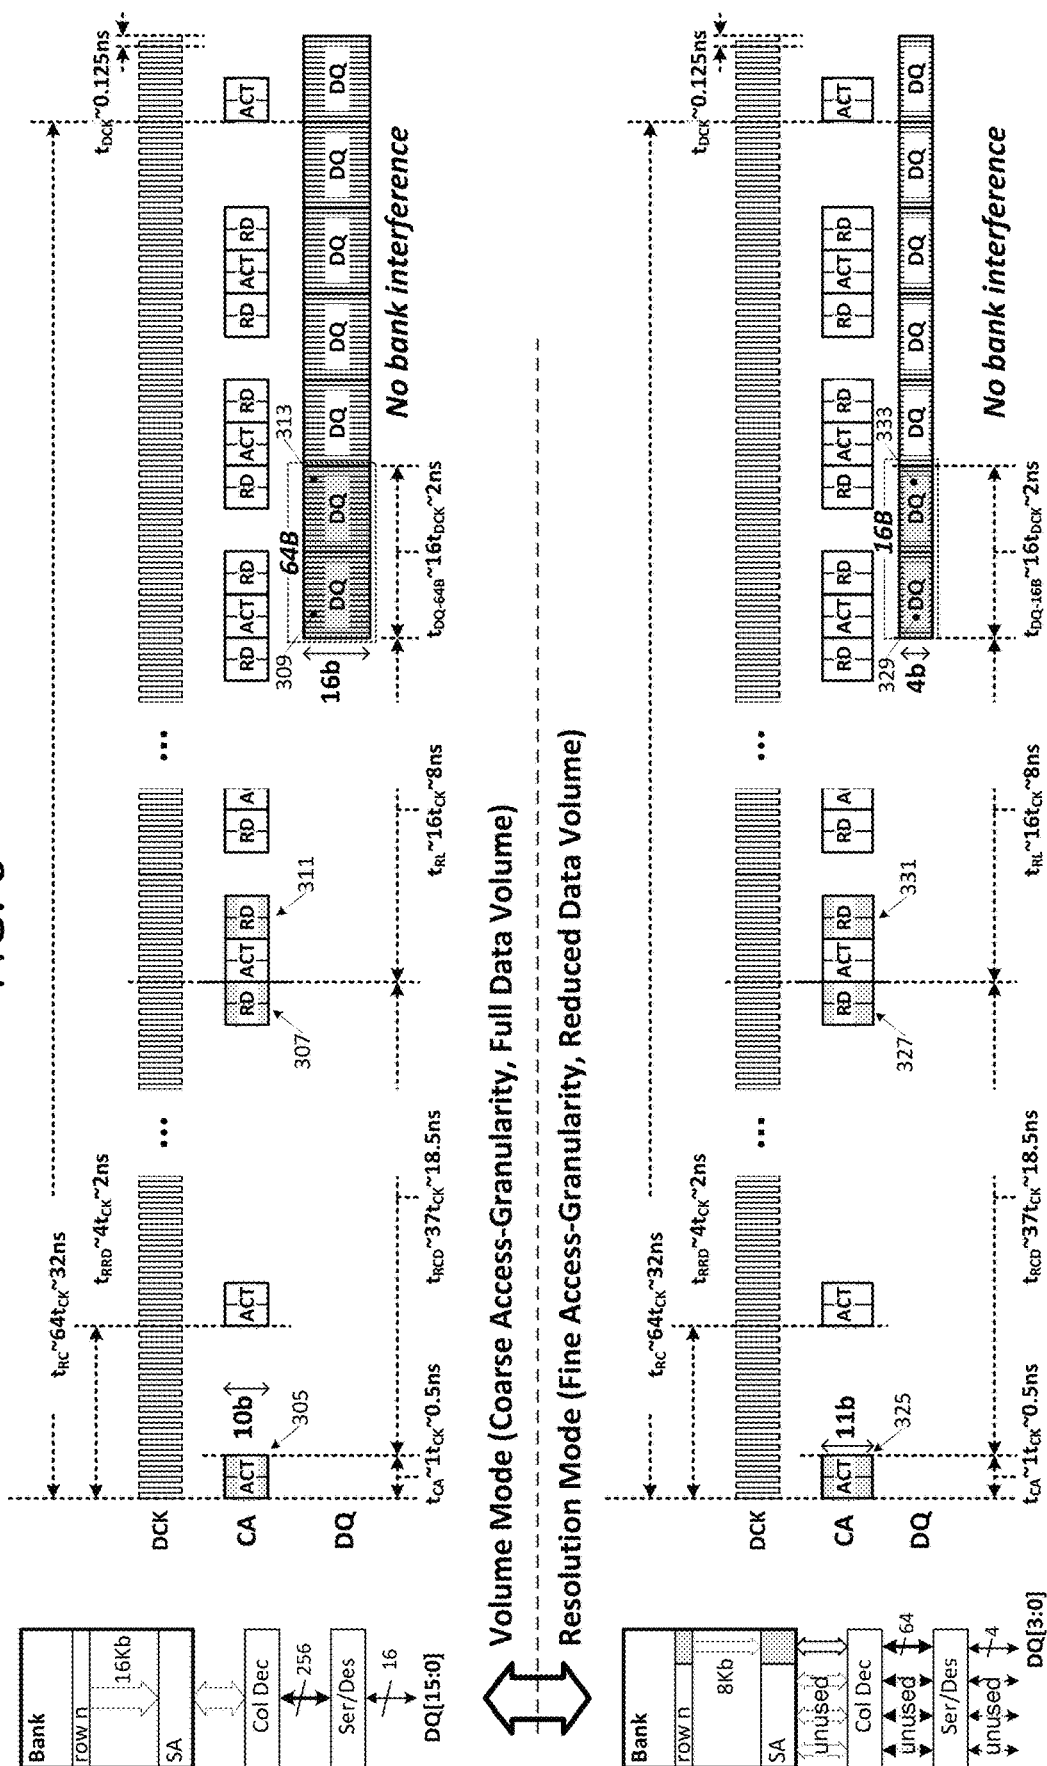 t_RC~64t_CK~32ns
t_RRD~4t_CK~2ns
t_DCK~0.125ns
Bank
row n
16Kb
SA
Col Dec
256
Ser/Des
16
DQ[15:0]
DCK
...
...
CA
ACT
10b
305
ACT
RD ACT RD
307
311
RD A
RD ACT RD
RD ACT RD
RD ACT RD
ACT
DQ
309
313
64B
16b
DQ DQ DQ DQ DQ DQ DQ
No bank interference
t_CA~1t_CK~0.5ns
t_RCD~37t_CK~18.5ns
t_RL~16t_CK~8ns
t_DQ-64B~16t_DCK~2ns
Volume Mode (Coarse Access-Granularity, Full Data Volume)
Resolution Mode (Fine Access-Granularity, Reduced Data Volume)
t_RC~64t_CK~32ns
t_RRD~4t_CK~2ns
t_DCK~0.125ns
Bank
row n
8Kb
SA
unused
Col Dec
unused
64
Ser/Des
unused
4
DQ[3:0]
DCK
...
...
CA
ACT
11b
325
ACT
RD ACT RD
327
331
RD A
RD ACT RD
RD ACT RD
RD ACT RD
ACT
DQ
329
333
16B
4b
DQ DQ DQ DQ DQ DQ DQ
No bank interference
t_CA~1t_CK~0.5ns
t_RCD~37t_CK~18.5ns
t_RL~16t_CK~8ns
t_DQ-16B~16t_DCK~2ns